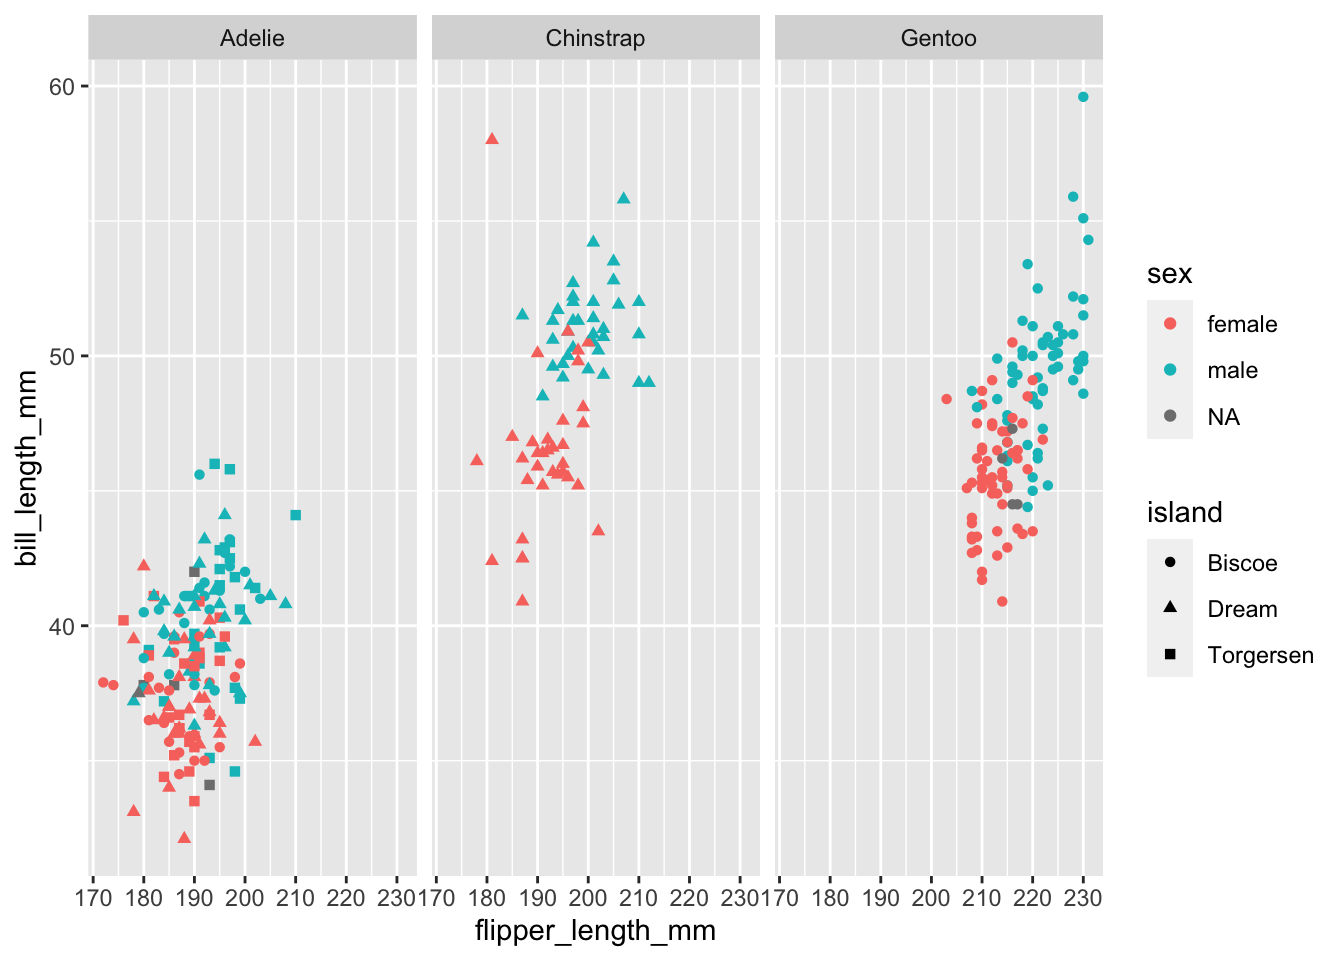 Adelie Chinstrap Gentoo
60
50
40
bill_length_mm
170 180 190 200 210 220 230 170 180 190 200 210 220 230 170 180 190 200 210 220 230
flipper_length_mm
sex
female
male
NA
island
Biscoe
Dream
Torgersen